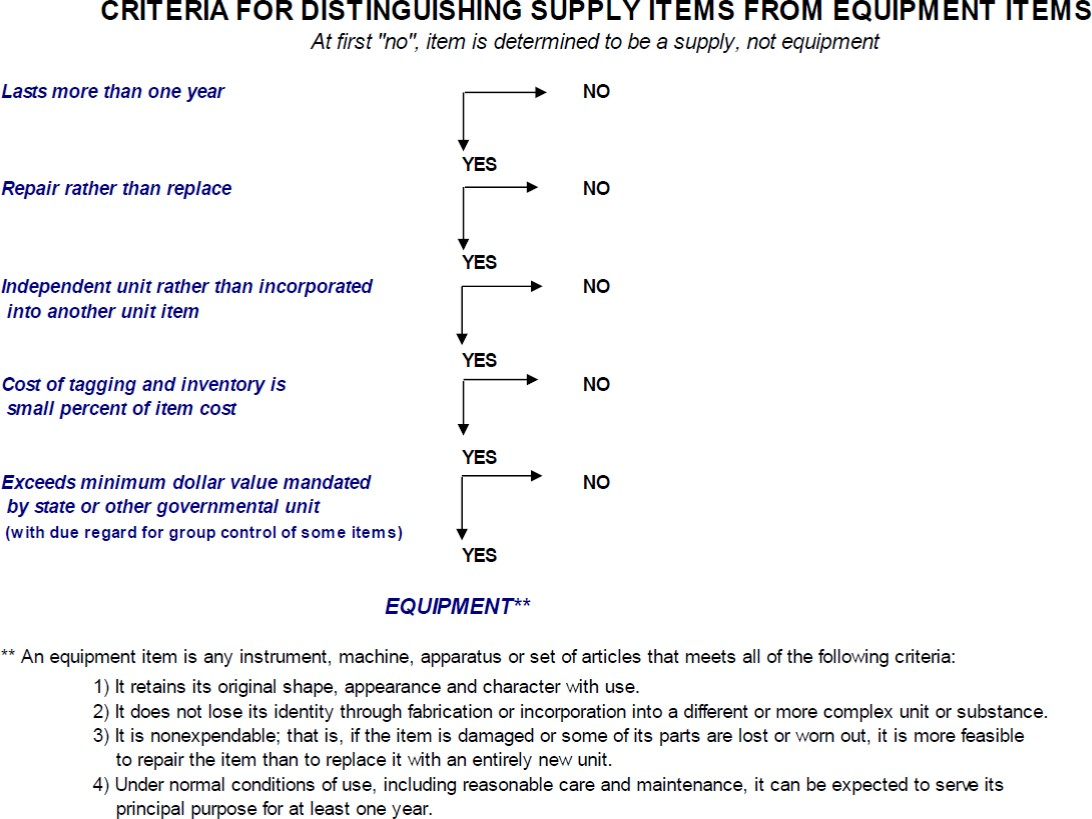 CRITERIA FOR DISTINGUISHING SUPPLY ITEMS FROM EQUIPMENT ITEMS
At first "no", item is determined to be a supply, not equipment
Lasts more than one year NO
YES
Repair rather than replace NO
YES
Independent unit rather than incorporated NO
into another unit item
YES
Cost of tagging and inventory is NO
small percent of item cost
YES
Exceeds minimum dollar value mandated NO
by state or other governmental unit
(with due regard for group control of some items)
YES
EQUIPMENT**
** An equipment item is any instrument, machine, apparatus or set of articles that meets all of the following criteria:
1) It retains its original shape, appearance and character with use.
2) It does not lose its identity through fabrication or incorporation into a different or more complex unit or substance.
3) It is nonexpendable; that is, if the item is damaged or some of its parts are lost or worn out, it is more feasible
to repair the item than to replace it with an entirely new unit.
4) Under normal conditions of use, including reasonable care and maintenance, it can be expected to serve its
principal purpose for at least one year.